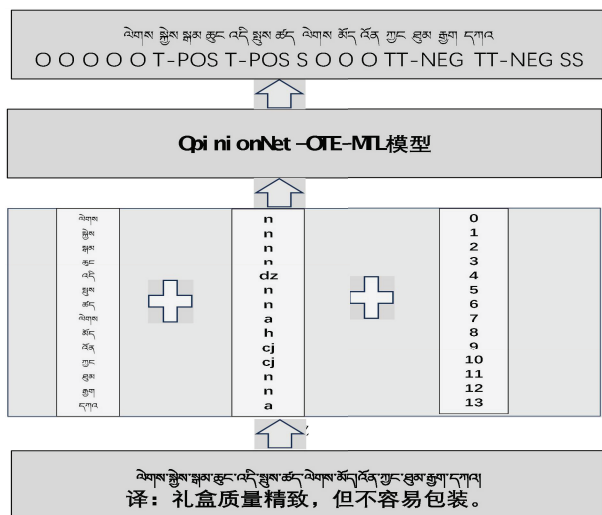 ལེགས སྐྱེས སྒམ ཆུང འདི སྤུས ཚད ལེགས མོད འོན ཀྱང ཐུམ རྒྱག དཀའ
O O O O O T-POS T-POS S O O O TT-NEG TT-NEG SS
OpinionNet-OTE-MTL模型
ལེགས n 0
སྐྱེས n 1
སྒམ n 2
ཆུང n 3
འདི dz 4
སྤུས n 5
ཚད n 6
ལེགས a 7
མོད h 8
འོན cj 9
ཀྱང cj 10
ཐུམ n 11
རྒྱག n 12
དཀའ a 13
ལེགས་སྐྱེས་སྒམ་ཆུང་འདི་སྤུས་ཚད་ལེགས་མོད།འོན་ཀྱང་ཐུམ་རྒྱག་དཀའ།
译：礼盒质量精致，但不容易包装。